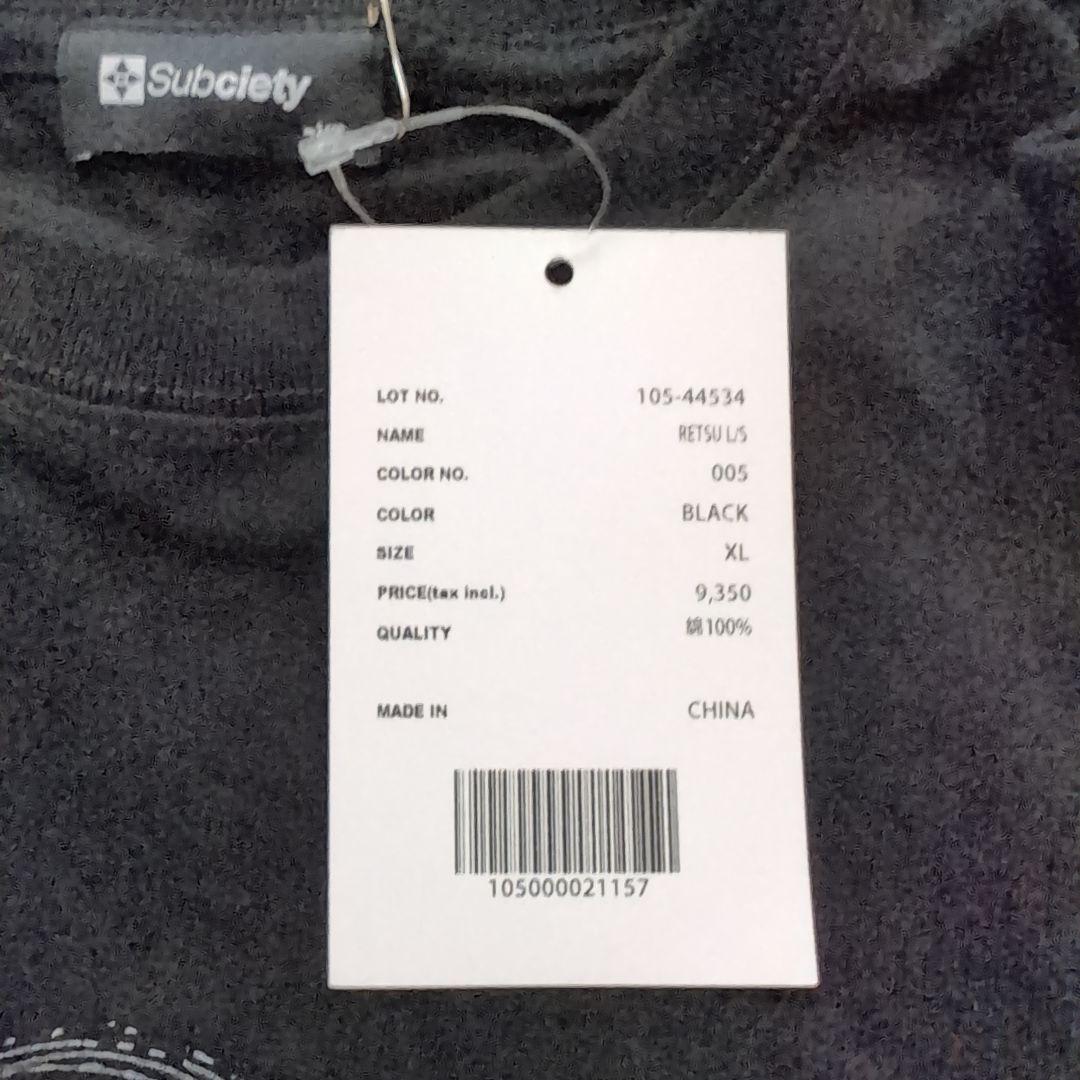 Subciety
LOT NO. 105-44534
NAME RETSU L/S
COLOR NO. 005
COLOR BLACK
SIZE XL
PRICE(tax incl.) 9,350
QUALITY 綿100%
MADE IN CHINA
105000021157